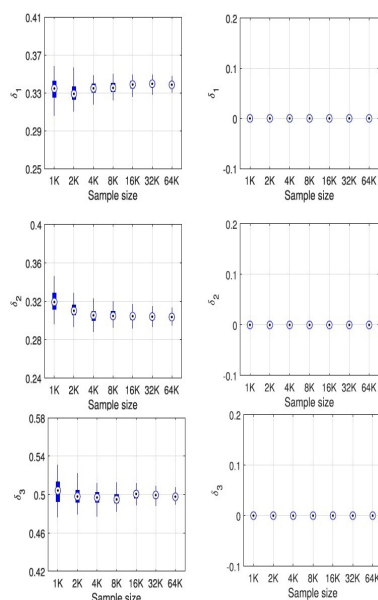 0.41
0.37
0.33
0.29
0.25
δ1
1K 2K 4K 8K 16K 32K 64K
Sample size
0.2
0.1
0
-0.1
δ1
1K 2K 4K 8K 16K 32K 64K
Sample size
0.4
0.36
0.32
0.28
0.24
δ2
1K 2K 4K 8K 16K 32K 64K
Sample size
0.2
0.1
0
-0.1
δ2
1K 2K 4K 8K 16K 32K 64K
Sample size
0.58
0.54
0.5
0.46
0.42
δ3
1K 2K 4K 8K 16K 32K 64K
Sample size
0.2
0.1
0
-0.1
δ3
1K 2K 4K 8K 16K 32K 64K
Sample size